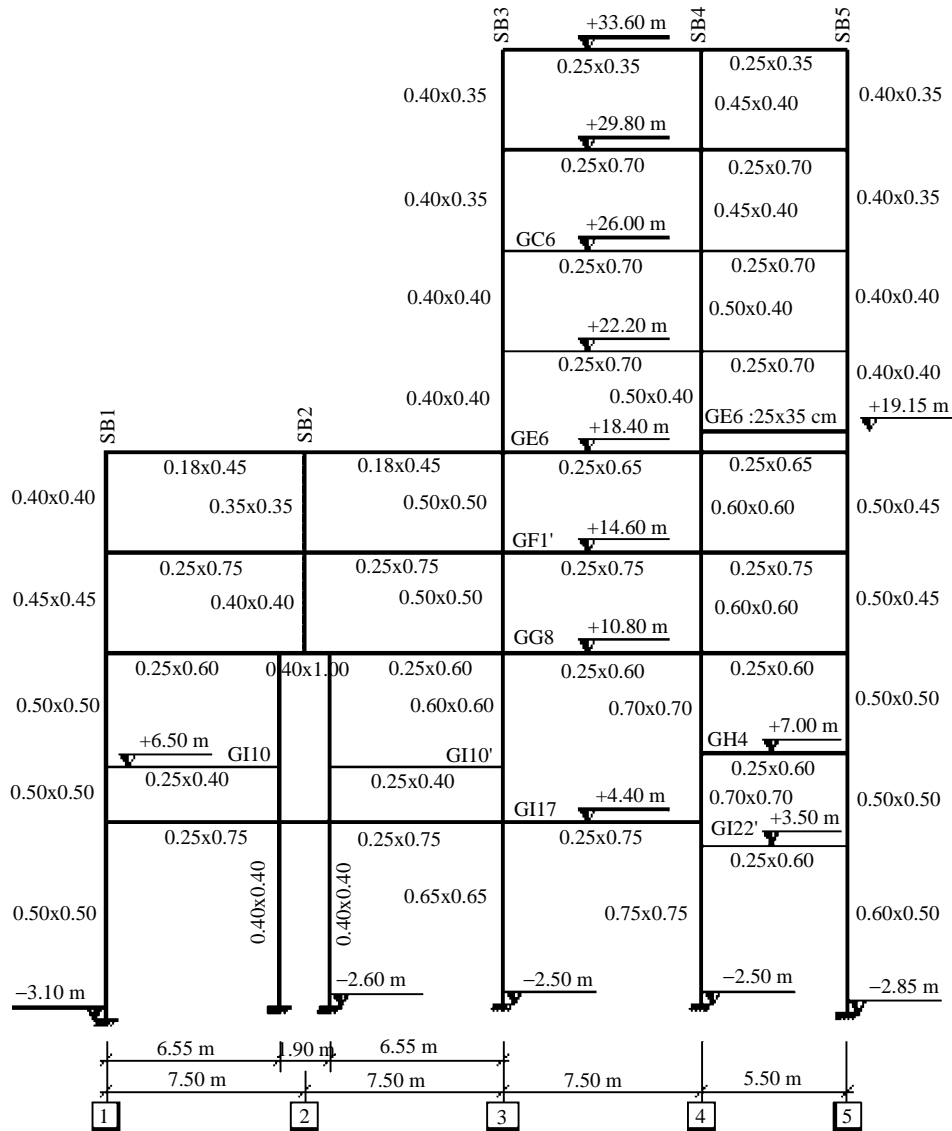 SB3
SB4
SB5
+33.60 m
0.25x0.35
0.25x0.35
0.40x0.35
0.45x0.40
0.40x0.35
+29.80 m
0.25x0.70
0.25x0.70
0.40x0.35
0.45x0.40
0.40x0.35
GC6
+26.00 m
0.25x0.70
0.25x0.70
0.40x0.40
0.50x0.40
0.40x0.40
+22.20 m
0.25x0.70
0.25x0.70
0.40x0.40
0.40x0.40
0.50x0.40
GE6 :25x35 cm
+19.15 m
SB1
SB2
GE6
+18.40 m
0.18x0.45
0.18x0.45
0.25x0.65
0.25x0.65
0.40x0.40
0.35x0.35
0.50x0.50
0.60x0.60
0.50x0.45
GF1'
+14.60 m
0.25x0.75
0.25x0.75
0.25x0.75
0.25x0.75
0.45x0.45
0.40x0.40
0.50x0.50
0.60x0.60
0.50x0.45
GG8
+10.80 m
0.25x0.60
0.40x1.00
0.25x0.60
0.25x0.60
0.25x0.60
0.50x0.50
0.60x0.60
0.70x0.70
0.50x0.50
+6.50 m
GI10
GI10'
GH4
+7.00 m
0.25x0.40
0.25x0.40
0.25x0.60
0.50x0.50
0.70x0.70
0.50x0.50
GI17
+4.40 m
GI22'
+3.50 m
0.25x0.75
0.25x0.75
0.25x0.75
0.25x0.60
0.50x0.50
0.40x0.40
0.40x0.40
0.65x0.65
0.75x0.75
0.60x0.50
−3.10 m
−2.60 m
−2.50 m
−2.50 m
−2.85 m
6.55 m
1.90 m
6.55 m
7.50 m
7.50 m
7.50 m
5.50 m
1
2
3
4
5